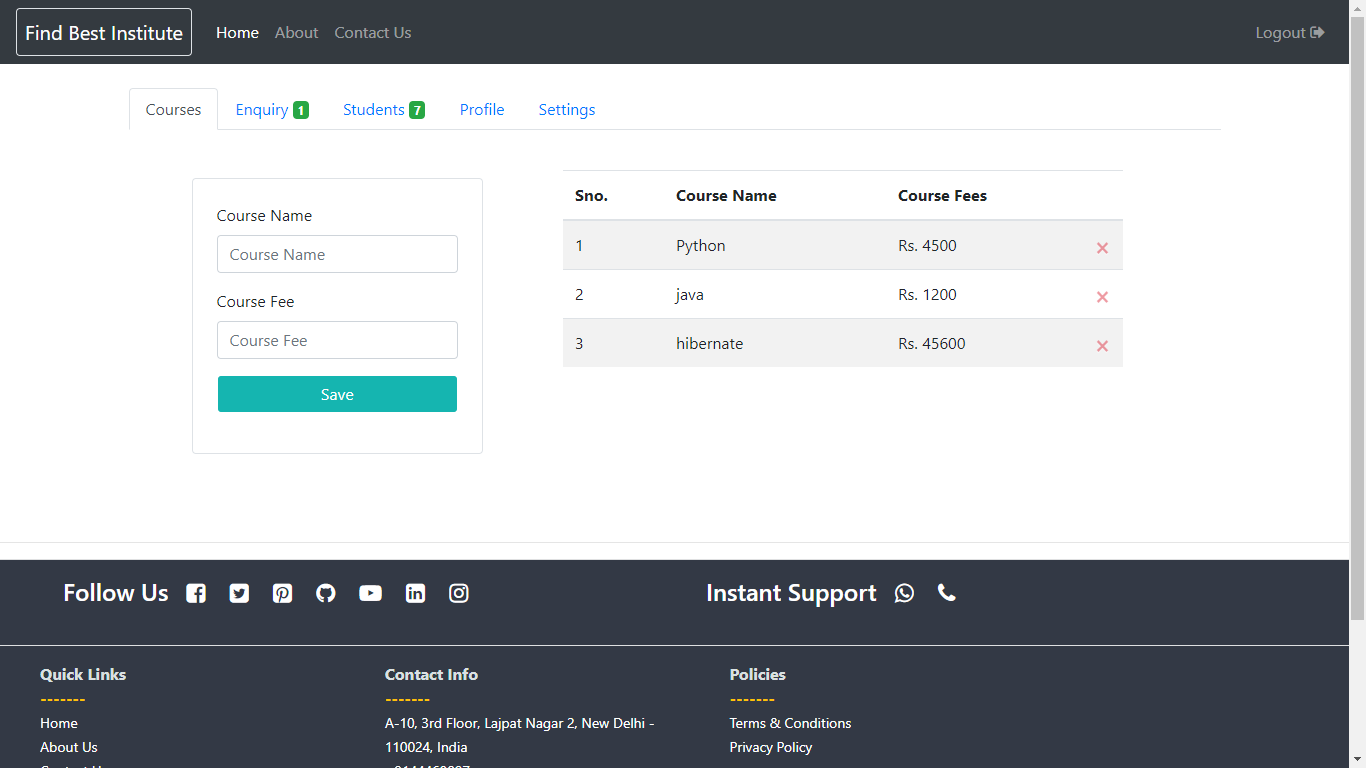 Find Best Institute Home About Contact Us Logout
Courses Enquiry 1 Students 7 Profile Settings
Course Name
Course Name
Course Fee
Course Fee
Save
Sno. Course Name Course Fees
1 Python Rs. 4500
2 java Rs. 1200
3 hibernate Rs. 45600
Follow Us
Instant Support
Quick Links
-------
Home
About Us
Contact Info
-------
A-10, 3rd Floor, Lajpat Nagar 2, New Delhi -
110024, India
Policies
-------
Terms & Conditions
Privacy Policy